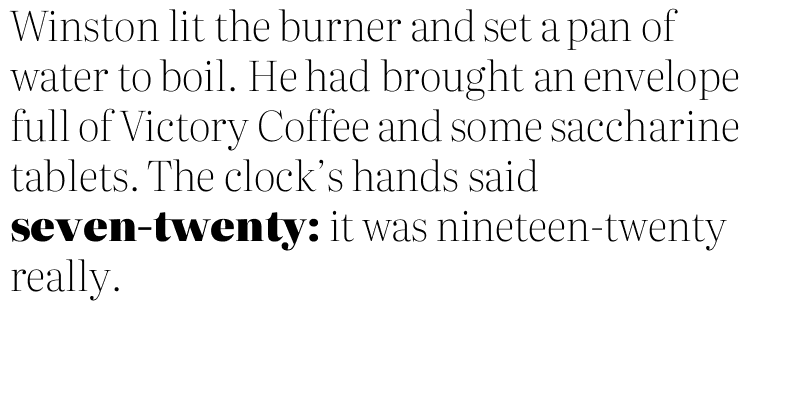 Winston lit the burner and set a pan of
water to boil. He had brought an envelope
full of Victory Coffee and some saccharine
tablets. The clock’s hands said
seven-twenty: it was nineteen-twenty
really.